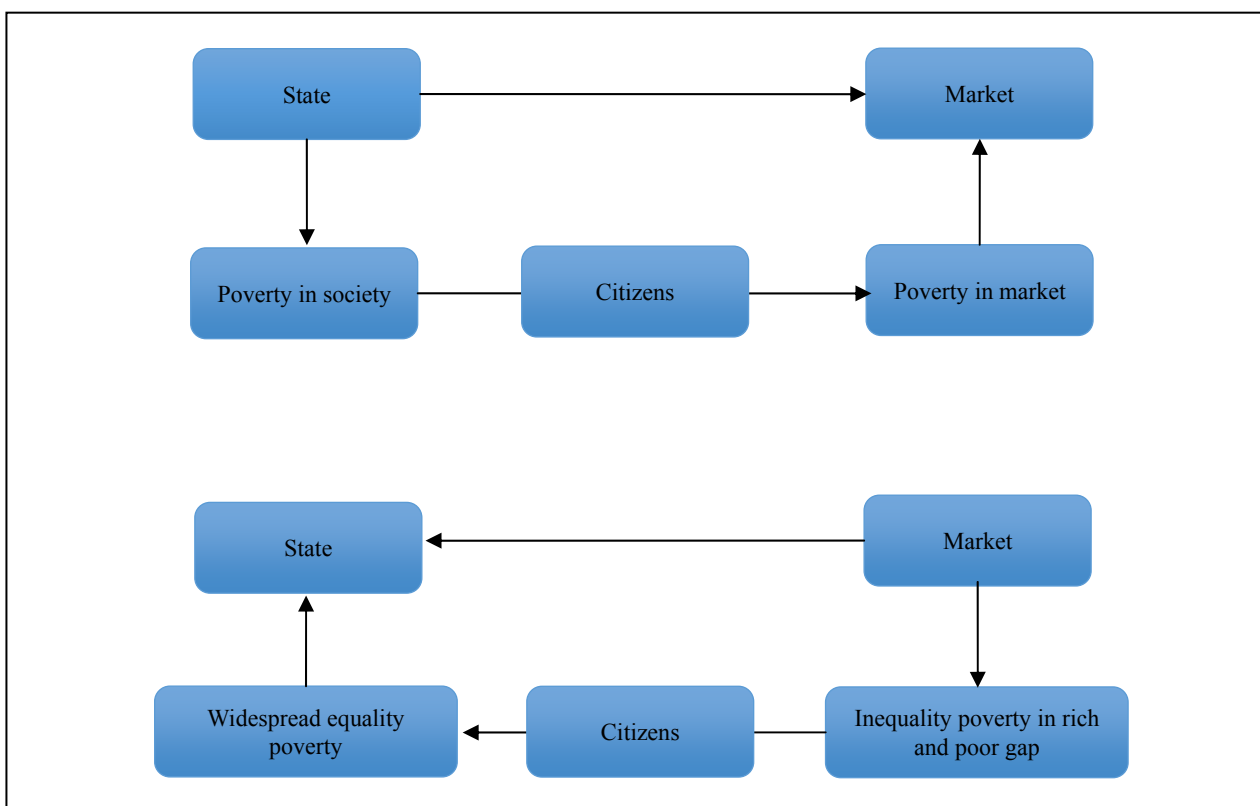 State
Market
Poverty in society
Citizens
Poverty in market
State
Market
Widespread equality
poverty
Citizens
Inequality poverty in rich
and poor gap